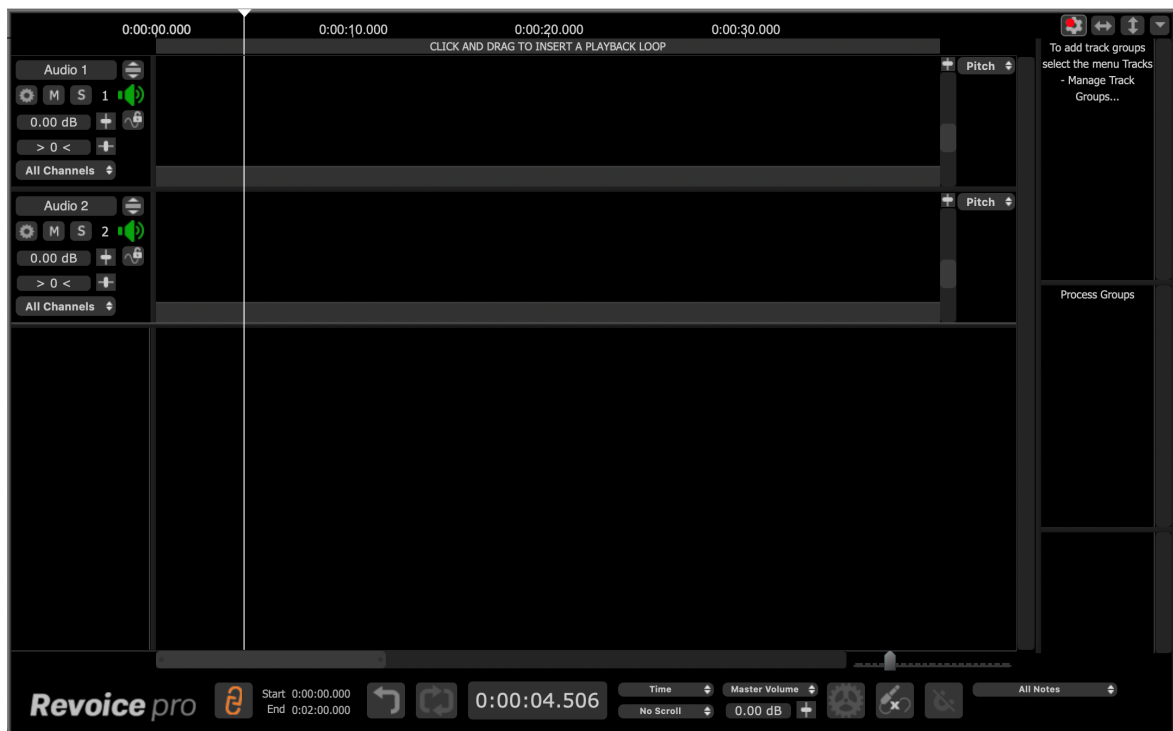 0:00:00.000 0:00:10.000 0:00:20.000 0:00:30.000
CLICK AND DRAG TO INSERT A PLAYBACK LOOP
To add track groups
select the menu Tracks
- Manage Track
Groups...
Audio 1
Pitch
M S 1
0.00 dB
> 0 <
All Channels
Audio 2
Pitch
M S 2
0.00 dB
> 0 <
All Channels
Process Groups
Revoice pro
Start 0:00:00.000
End 0:02:00.000
0:00:04.506
Time
No Scroll
Master Volume
0.00 dB
All Notes